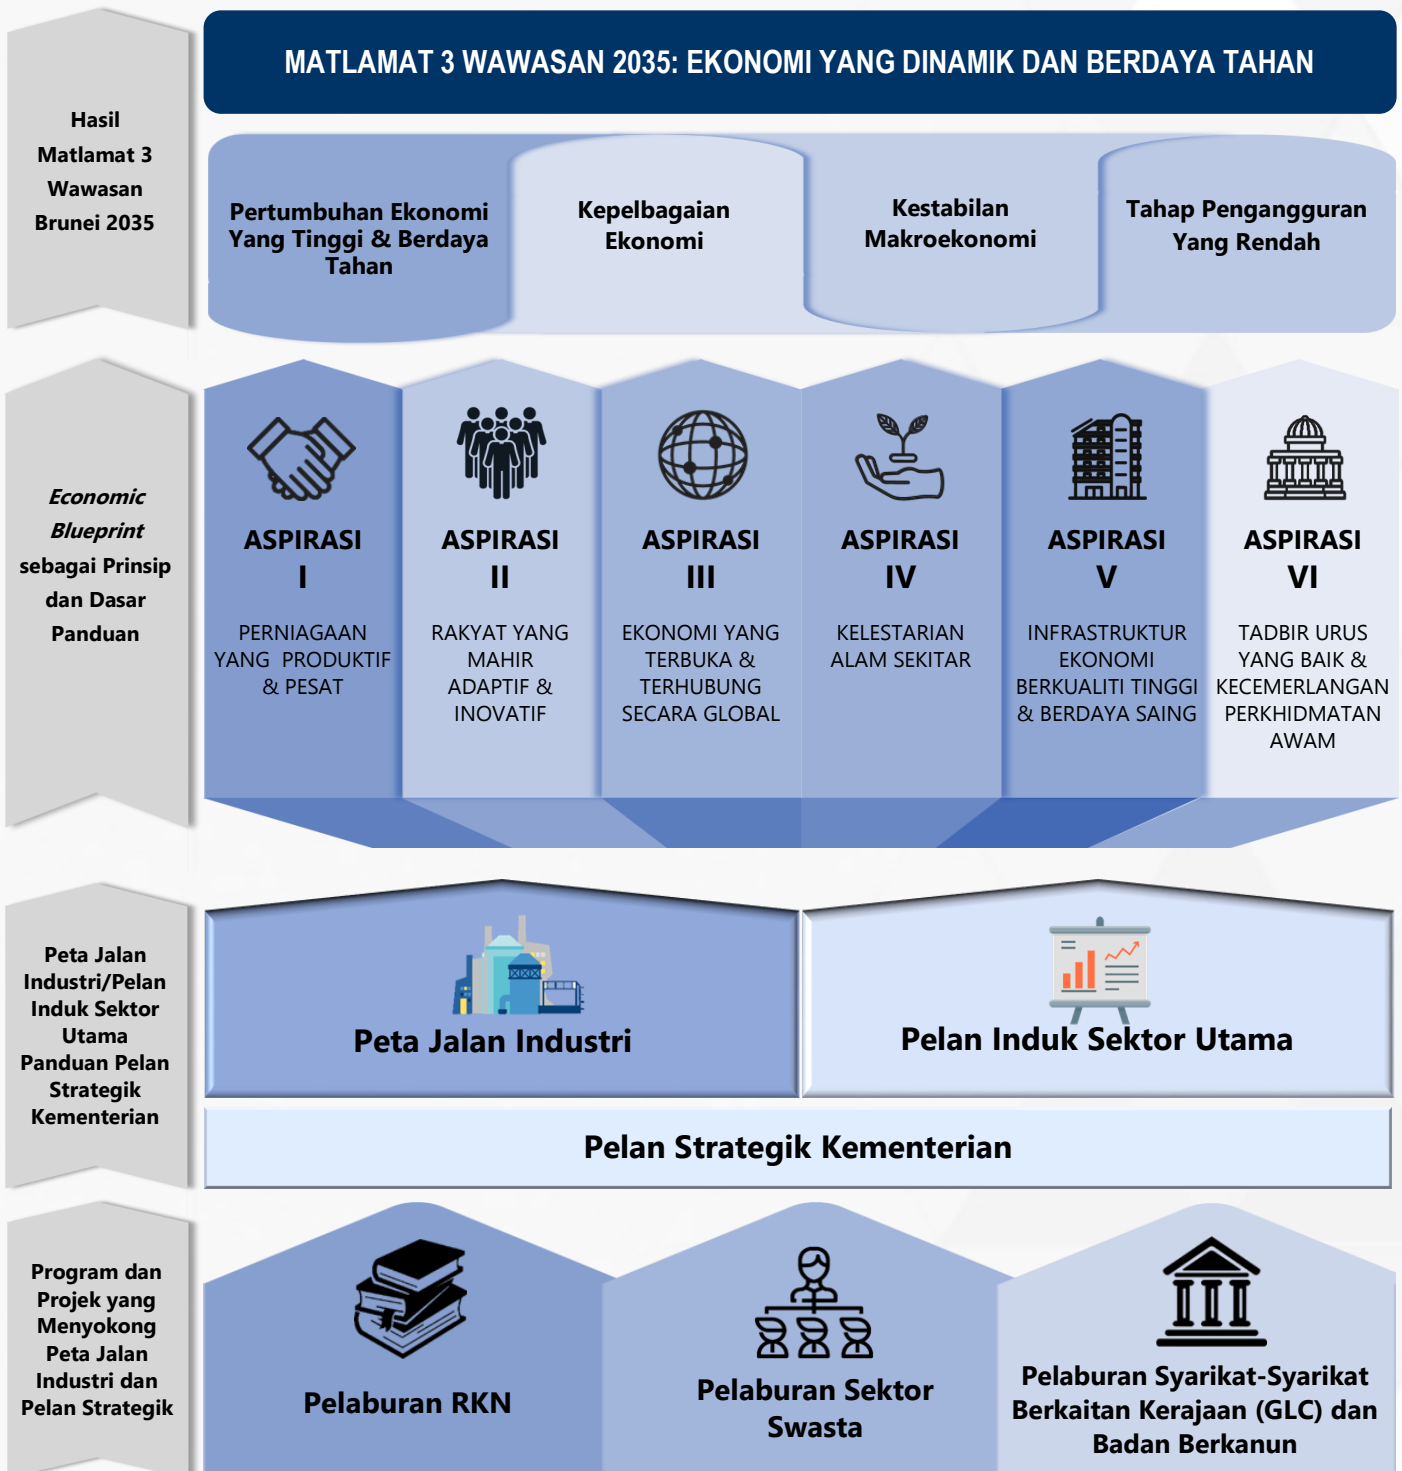 MATLAMAT 3 WAWASAN 2035: EKONOMI YANG DINAMIK DAN BERDAYA TAHAN
Hasil
Matlamat 3
Wawasan
Brunei 2035
Pertumbuhan Ekonomi
Yang Tinggi & Berdaya
Tahan
Kepelbagaian
Ekonomi
Kestabilan
Makroekonomi
Tahap Pengangguran
Yang Rendah
Economic
Blueprint
sebagai Prinsip
dan Dasar
Panduan
ASPIRASI
I
PERNIAGAAN
YANG PRODUKTIF
& PESAT
ASPIRASI
II
RAKYAT YANG
MAHIR
ADAPTIF &
INOVATIF
ASPIRASI
III
EKONOMI YANG
TERBUKA &
TERHUBUNG
SECARA GLOBAL
ASPIRASI
IV
KELESTARIAN
ALAM SEKITAR
ASPIRASI
V
INFRASTRUKTUR
EKONOMI
BERKUALITI TINGGI
& BERDAYA SAING
ASPIRASI
VI
TADBIR URUS
YANG BAIK &
KECEMERLANGAN
PERKHIDMATAN
AWAM
Peta Jalan
Industri/Pelan
Induk Sektor
Utama
Panduan Pelan
Strategik
Kementerian
Peta Jalan Industri
Pelan Induk Sektor Utama
Pelan Strategik Kementerian
Program dan
Projek yang
Menyokong
Peta Jalan
Industri dan
Pelan Strategik
Pelaburan RKN
Pelaburan Sektor
Swasta
Pelaburan Syarikat-Syarikat
Berkaitan Kerajaan (GLC) dan
Badan Berkanun